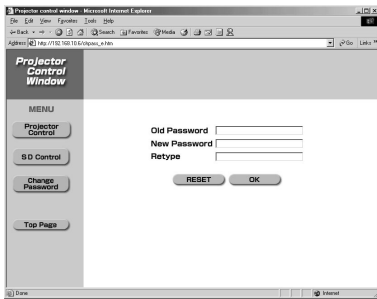 Projector control window - Microsoft Internet Explorer
File Edit View Favorites Tools Help
Back Search Favorites Media
Address http://192.168.10.6/chpass_e.htm Go Links »
Projector
Control
Window
MENU
Projector
Control
SD Control
Change
Password
Top Page
Old Password
New Password
Retype
RESET OK
Done Internet